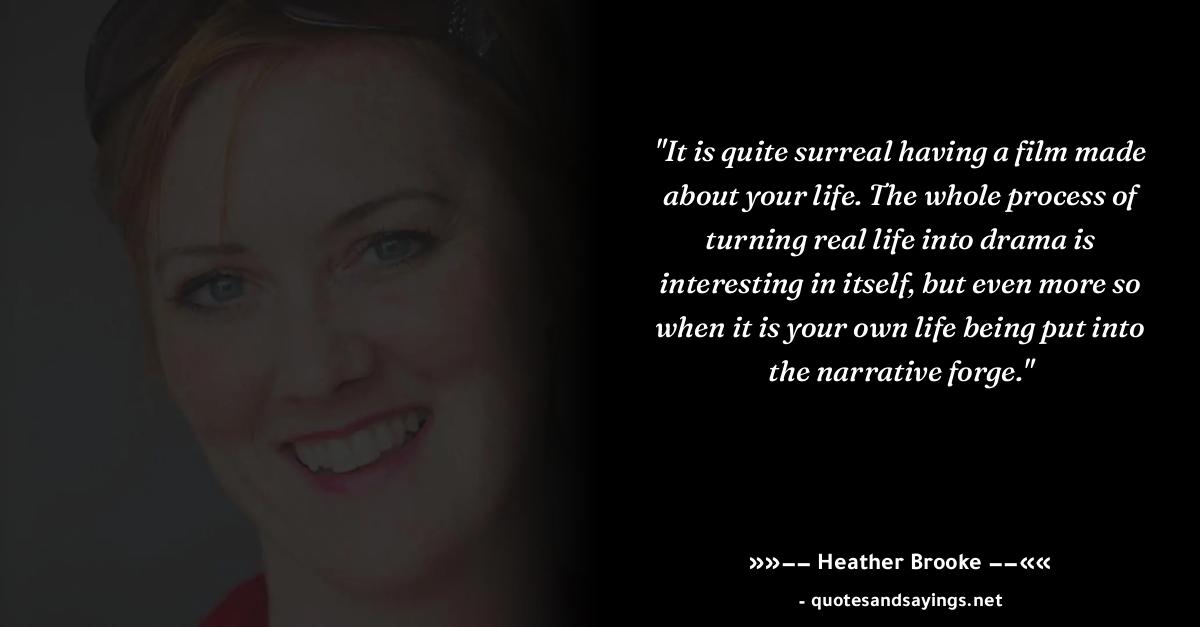 "It is quite surreal having a film made
about your life. The whole process of
turning real life into drama is
interesting in itself, but even more so
when it is your own life being put into
the narrative forge."
»»−− Heather Brooke −−««
- quotesandsayings.net